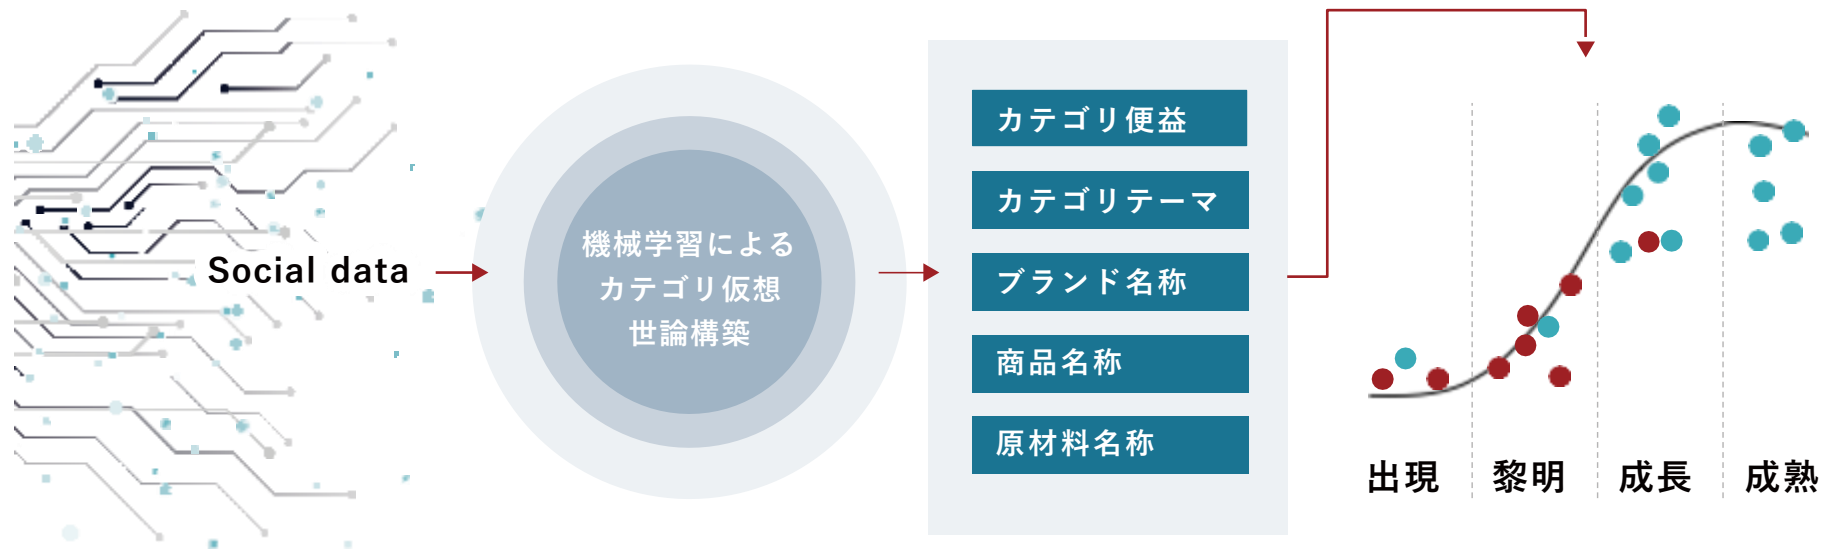 Social data
機械学習による
カテゴリ仮想
世論構築
カテゴリ便益
カテゴリテーマ
ブランド名称
商品名称
原材料名称
出現
黎明
成長
成熟